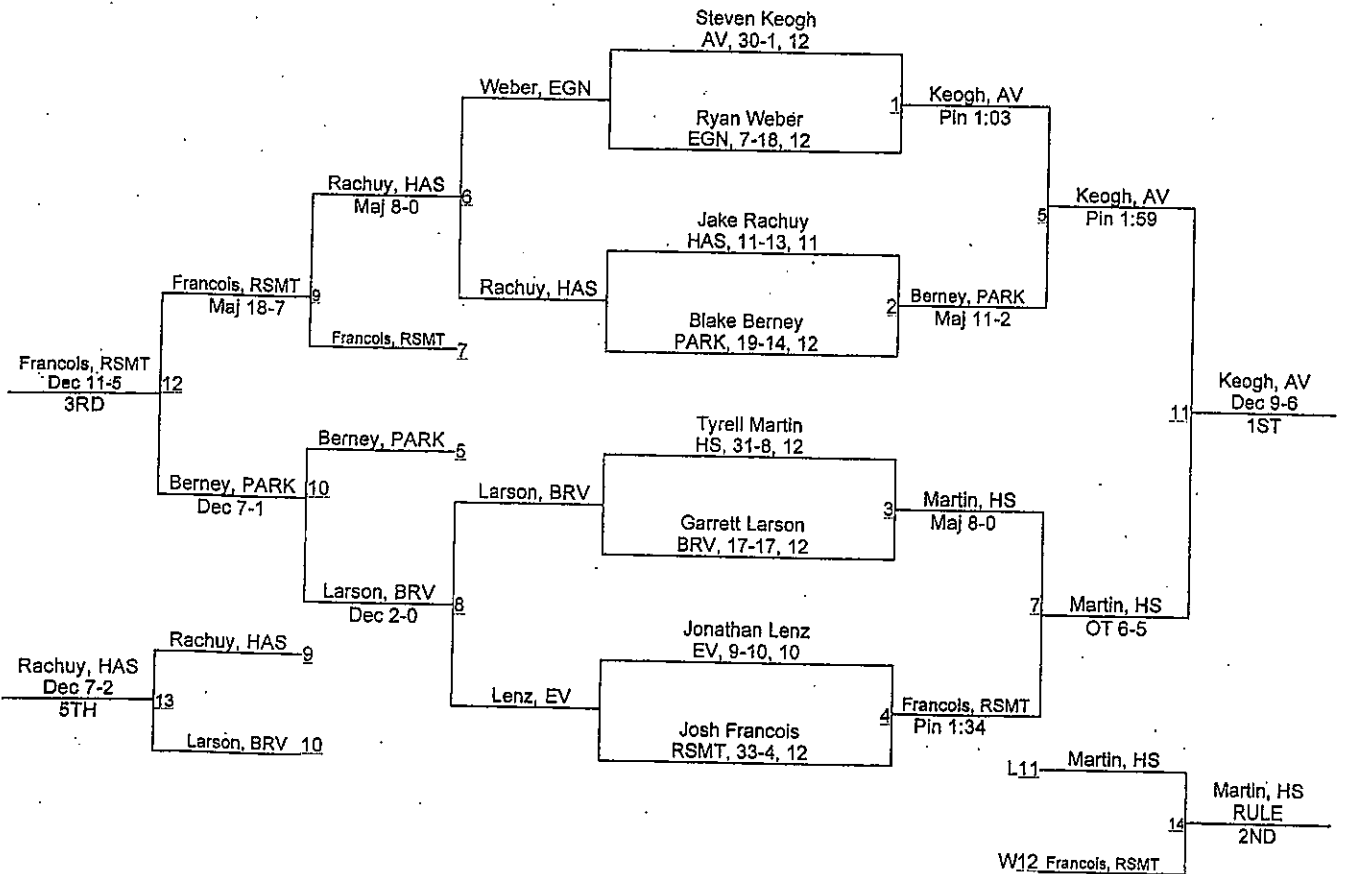 Steven Keogh
AV, 30-1, 12
Weber, EGN
1
Keogh, AV
Pin 1:03
Ryan Weber
EGN, 7-18, 12
Rachuy, HAS
Maj 8-0
6
Jake Rachuy
HAS, 11-13, 11
5
Keogh, AV
Pin 1:59
Francois, RSMT
Maj 18-7
9
Rachuy, HAS
2
Berney, PARK
Maj 11-2
Blake Berney
PARK, 19-14, 12
Francois, RSMT
7
Francois, RSMT
Dec 11-5
3RD
12
11
Keogh, AV
Dec 9-6
1ST
Berney, PARK
5
Tyrell Martin
HS, 31-8, 12
Berney, PARK
Dec 7-1
10
Larson, BRV
3
Martin, HS
Maj 8-0
Garrett Larson
BRV, 17-17, 12
Larson, BRV
Dec 2-0
8
7
Martin, HS
OT 6-5
Jonathan Lenz
EV, 9-10, 10
Rachuy, HAS
9
Rachuy, HAS
Dec 7-2
5TH
13
Lenz, EV
4
Francois, RSMT
Pin 1:34
Josh Francois
RSMT, 33-4, 12
Larson, BRV
10
L11
Martin, HS
14
Martin, HS
RULE
2ND
W12
Francois, RSMT